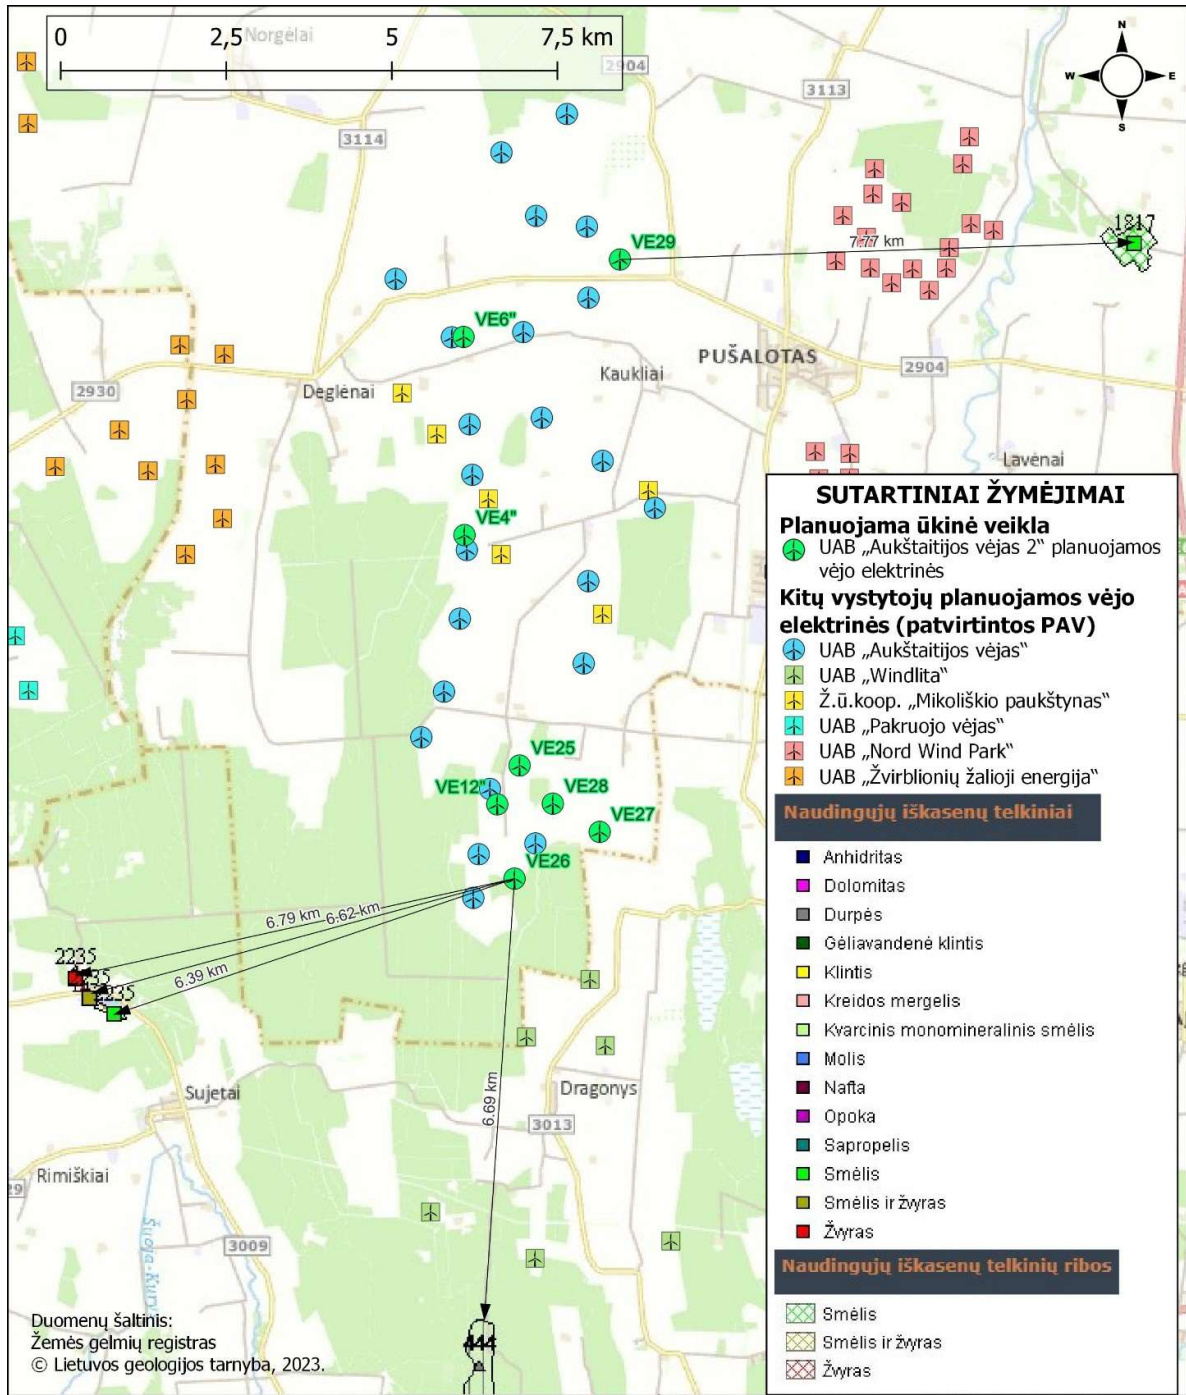 0 2,5 5 7,5 km
Norgėlai
2904
N
W E
S
3113
3114
1817
VE29
7.77 km
VE6"
PUŠALOTAS
Kaukliai
2904
2930
Deglėnai
Lavėnai
VE4"
SUTARTINIAI ŽYMĖJIMAI
Planuojama ūkinė veikla
UAB „Aukštaitijos vėjas 2“ planuojamos
vėjo elektrinės
Kitų vystytojų planuojamos vėjo
elektrinės (patvirtintos PAV)
UAB „Aukštaitijos vėjas“
UAB „Windlita“
Ž.ū.koop. „Mikoliškio paukštynas“
UAB „Pakruojo vėjas“
UAB „Nord Wind Park“
UAB „Žvirblionių žalioji energija“
Naudingųjų iškasenų telkiniai
Anhidritas
Dolomitas
Durpės
Gėliavandenė klintis
Klintis
Kreidos mergelis
Kvarcinis monomineralinis smėlis
Molis
Nafta
Opoka
Sapropelis
Smėlis
Smėlis ir žvyras
Žvyras
Naudingųjų iškasenų telkinių ribos
Smėlis
Smėlis ir žvyras
Žvyras
VE25
VE12"
VE28
VE27
VE26
6.79 km
6.62 km
6.39 km
2235
2235
6.69 km
Sujetai
Dragonys
3013
Rimiškiai
29
3009
444
Duomenų šaltinis:
Žemės gelmių registras
© Lietuvos geologijos tarnyba, 2023.